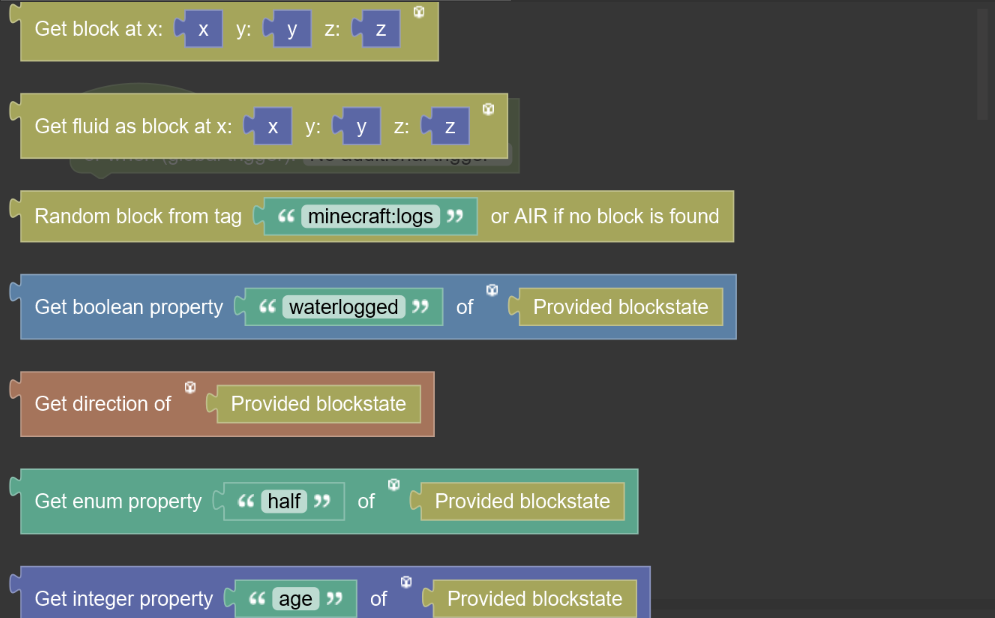 Get block at x: x y: y z: z
Get fluid as block at x: x y: y z: z
Random block from tag “ minecraft:logs ” or AIR if no block is found
Get boolean property “ waterlogged ” of Provided blockstate
Get direction of Provided blockstate
Get enum property “ half ” of Provided blockstate
Get integer property “ age ” of Provided blockstate